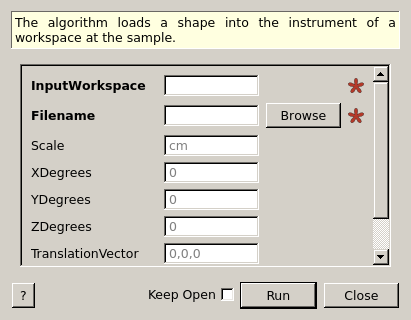 The algorithm loads a shape into the instrument of a
workspace at the sample.
InputWorkspace
Filename
Browse
Scale
cm
XDegrees
0
YDegrees
0
ZDegrees
0
TranslationVector
0,0,0
?
Keep Open
Run
Close